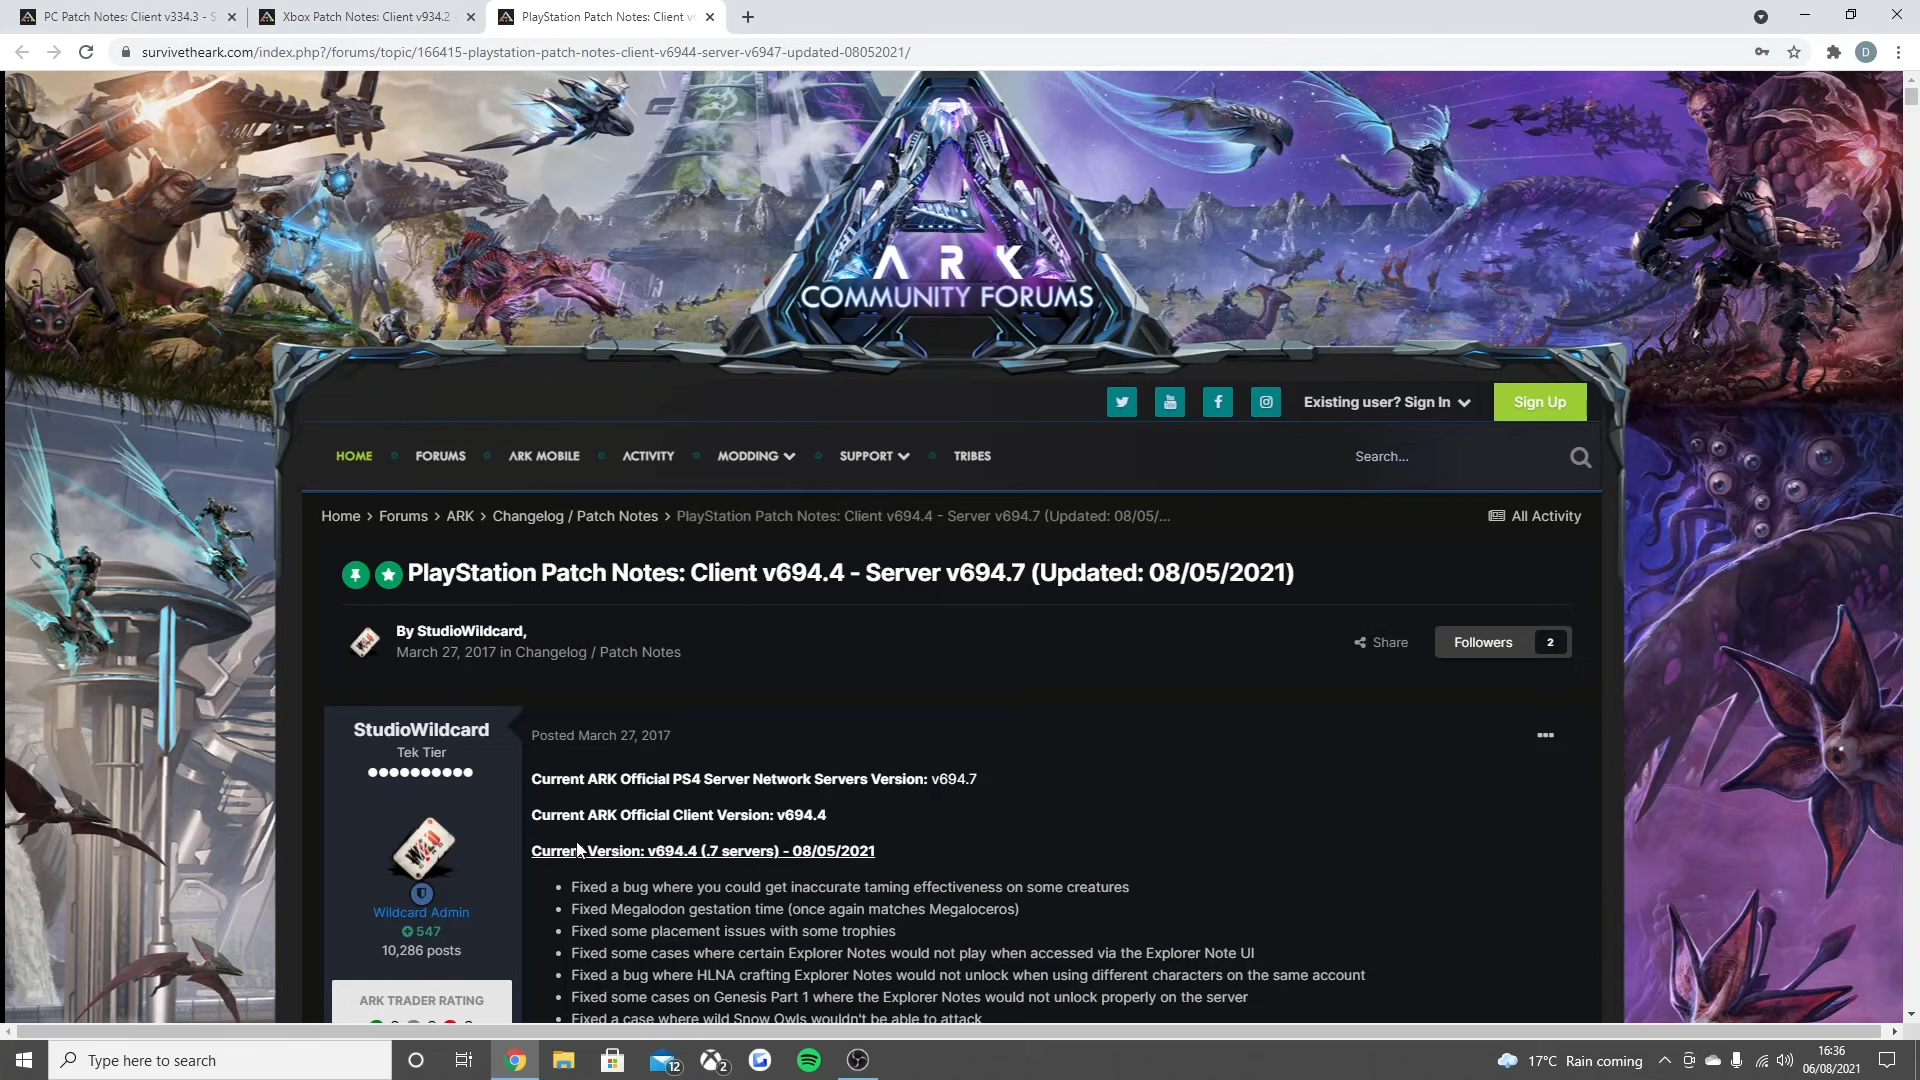 PC Patch Notes: Client v334.3 - S
Xbox Patch Notes: Client v934.2
PlayStation Patch Notes: Client v
survivetheark.com/index.php?/forums/topic/166415-playstation-patch-notes-client-v6944-server-v6947-updated-08052021/
D
ARK
COMMUNITY FORUMS
Existing user? Sign In
Sign Up
HOME
FORUMS
ARK MOBILE
ACTIVITY
MODDING
SUPPORT
TRIBES
Search...
Home > Forums > ARK > Changelog / Patch Notes > PlayStation Patch Notes: Client v694.4 - Server v694.7 (Updated: 08/05/...
All Activity
PlayStation Patch Notes: Client v694.4 - Server v694.7 (Updated: 08/05/2021)
By StudioWildcard,
March 27, 2017 in Changelog / Patch Notes
Share
Followers 2
StudioWildcard
Tek Tier
Wildcard Admin
547
10,286 posts
ARK TRADER RATING
Posted March 27, 2017
Current ARK Official PS4 Server Network Servers Version: v694.7
Current ARK Official Client Version: v694.4
Current Version: v694.4 (.7 servers) - 08/05/2021
• Fixed a bug where you could get inaccurate taming effectiveness on some creatures
• Fixed Megalodon gestation time (once again matches Megaloceros)
• Fixed some placement issues with some trophies
• Fixed some cases where certain Explorer Notes would not play when accessed via the Explorer Note UI
• Fixed a bug where HLNA crafting Explorer Notes would not unlock when using different characters on the same account
• Fixed some cases on Genesis Part 1 where the Explorer Notes would not unlock properly on the server
• Fixed a case where wild Snow Owls wouldn't be able to attack
Type here to search
12
2
17°C Rain coming
16:36
06/08/2021